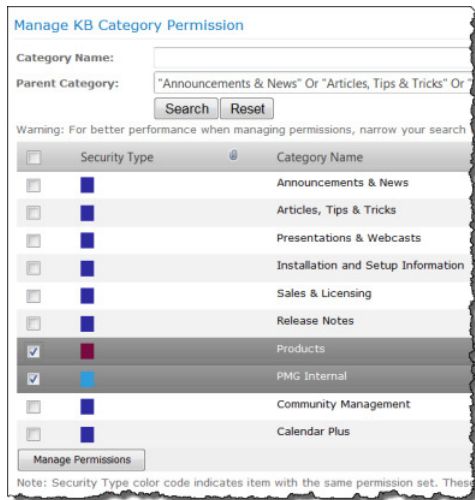 Manage KB Category Permission
Category Name:
Parent Category: "Announcements & News" Or "Articles, Tips & Tricks" Or "
Search Reset
Warning: For better performance when managing permissions, narrow your search
Security Type Category Name
Announcements & News
Articles, Tips & Tricks
Presentations & Webcasts
Installation and Setup Information
Sales & Licensing
Release Notes
Products
PMG Internal
Community Management
Calendar Plus
Manage Permissions
Note: Security Type color code indicates item with the same permission set. These